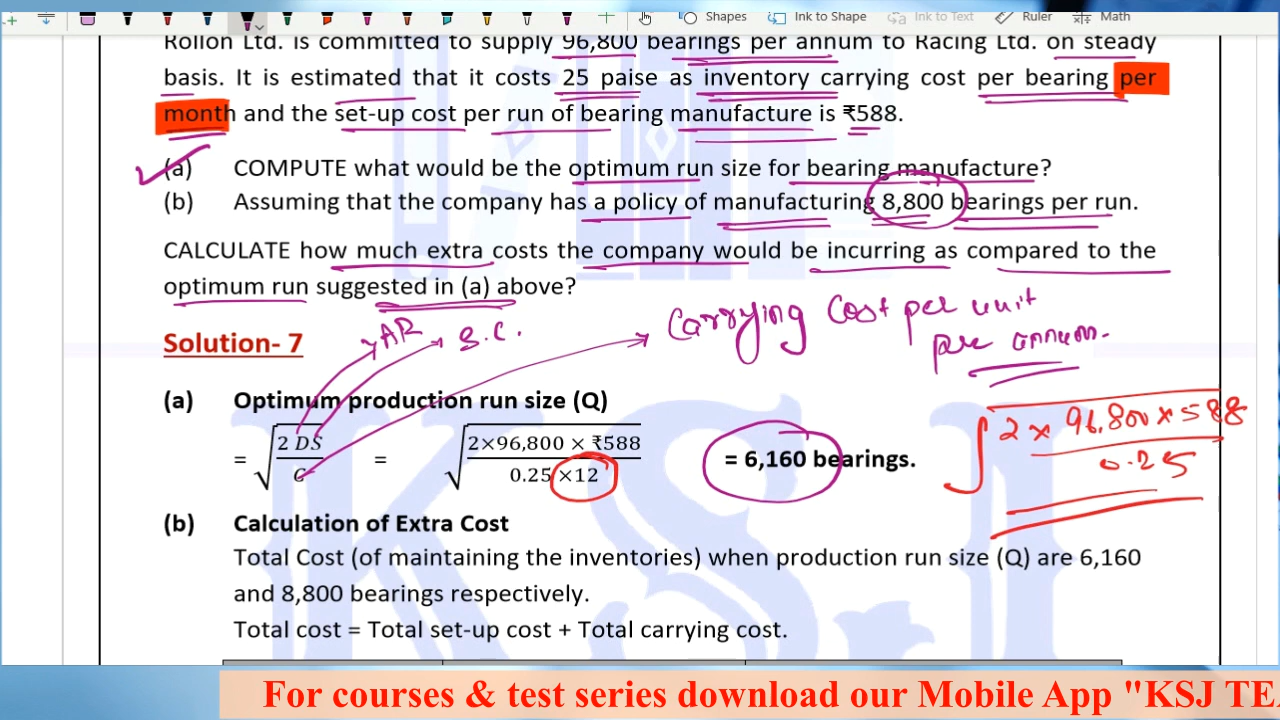 Shapes Ink to Shape Ink to Text Ruler Math
Rollon Ltd. is committed to supply 96,800 bearings per annum to Racing Ltd. on steady
basis. It is estimated that it costs 25 paise as inventory carrying cost per bearing per
month and the set-up cost per run of bearing manufacture is ₹588.
(a) COMPUTE what would be the optimum run size for bearing manufacture?
(b) Assuming that the company has a policy of manufacturing 8,800 bearings per run.
CALCULATE how much extra costs the company would be incurring as compared to the
optimum run suggested in (a) above?
Carrying Cost per unit
per annum.
AR
S.C.
Solution- 7
(a) Optimum production run size (Q)
= √(2 DS / C) = √(2×96,800 × ₹588 / 0.25 ×12) = 6,160 bearings.
√(2 × 96,800 × 588 / 0.25)
(b) Calculation of Extra Cost
Total Cost (of maintaining the inventories) when production run size (Q) are 6,160
and 8,800 bearings respectively.
Total cost = Total set-up cost + Total carrying cost.
For courses & test series download our Mobile App "KSJ TEA